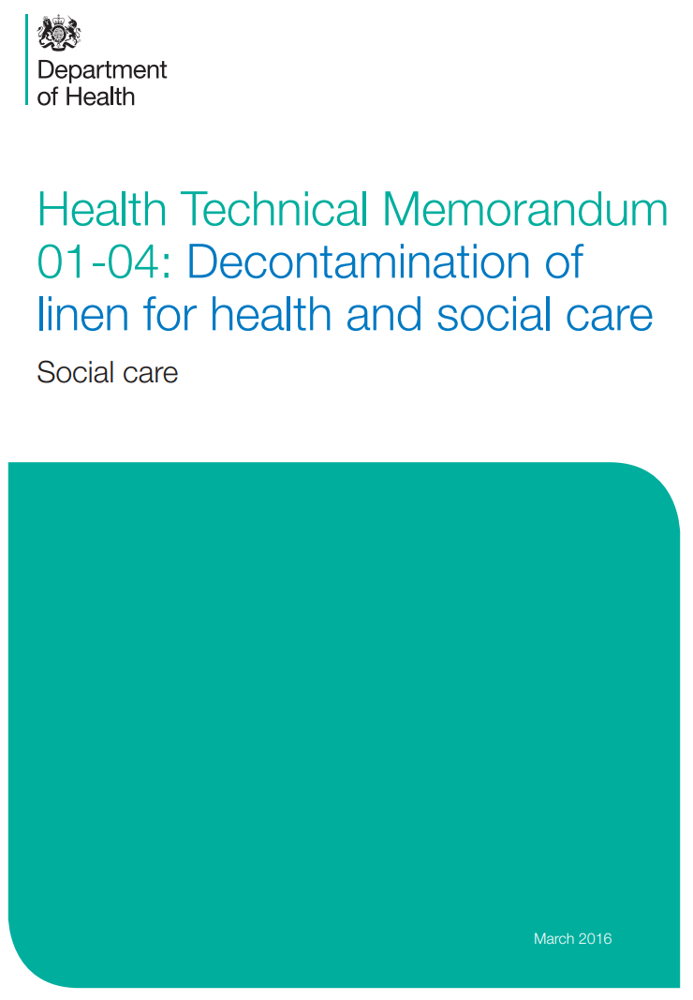 Department
of Health
Health Technical Memorandum
01-04: Decontamination of
linen for health and social care
Social care
March 2016